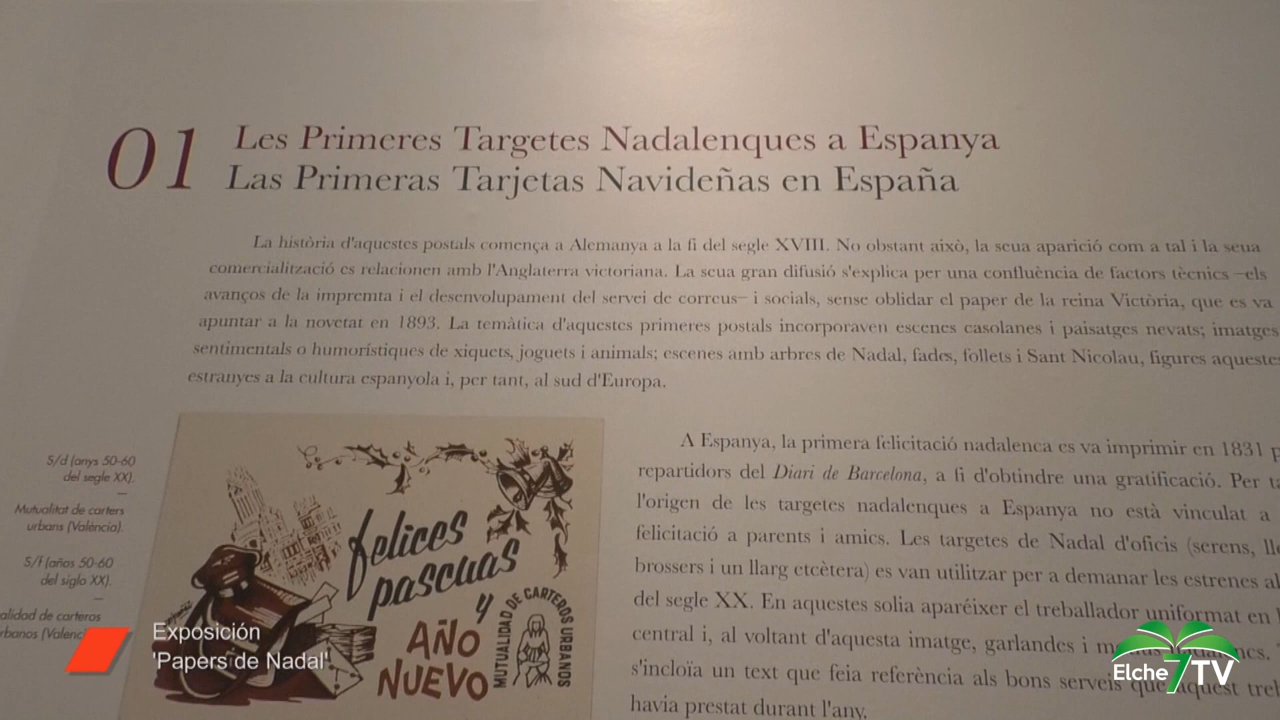 01
Les Primeres Targetes Nadalenques a Espanya
Las Primeras Tarjetas Navideñas en España
La història d'aquestes postals comença a Alemanya a la fi del segle XVIII. No obstant això, la seua aparició com a tal i la seua
comercialització es relacionen amb l'Anglaterra victoriana. La seua gran difusió s'explica per una confluència de factors tècnics –els
avanços de la impremta i el desenvolupament del servei de correus– i socials, sense oblidar el paper de la reina Victòria, que es va
apuntar a la novetat en 1893. La temàtica d'aquestes primeres postals incorporaven escenes casolanes i paisatges nevats; imatges
sentimentals o humorístiques de xiquets, joguets i animals; escenes amb arbres de Nadal, fades, follets i Sant Nicolau, figures aquestes
estranyes a la cultura espanyola i, per tant, al sud d'Europa.
S/d (anys 50-60
del segle XX).
—
Mutualitat de carters
urbans (València).
S/f (años 50-60
del siglo XX).
—
alidad de carteros
felices
pascuas
y
AÑO
NUEVO
MUTUALIDAD DE CARTEROS URBANOS
A Espanya, la primera felicitació nadalenca es va imprimir en 1831 p
repartidors del Diari de Barcelona, a fi d'obtindre una gratificació. Per ta
l'origen de les targetes nadalenques a Espanya no està vinculat a
felicitació a parents i amics. Les targetes de Nadal d'oficis (serens, lle
brossers i un llarg etcètera) es van utilitzar per a demanar les estrenes al
del segle XX. En aquestes solia aparéixer el treballador uniformat en
central i, al voltant d'aquesta imatge, garlandes i
s'incloïa un text que feia referència als bons serveis que aquest treb
havia prestat durant l'any.
Exposición
'Papers de Nadal'
Elche 7 TV